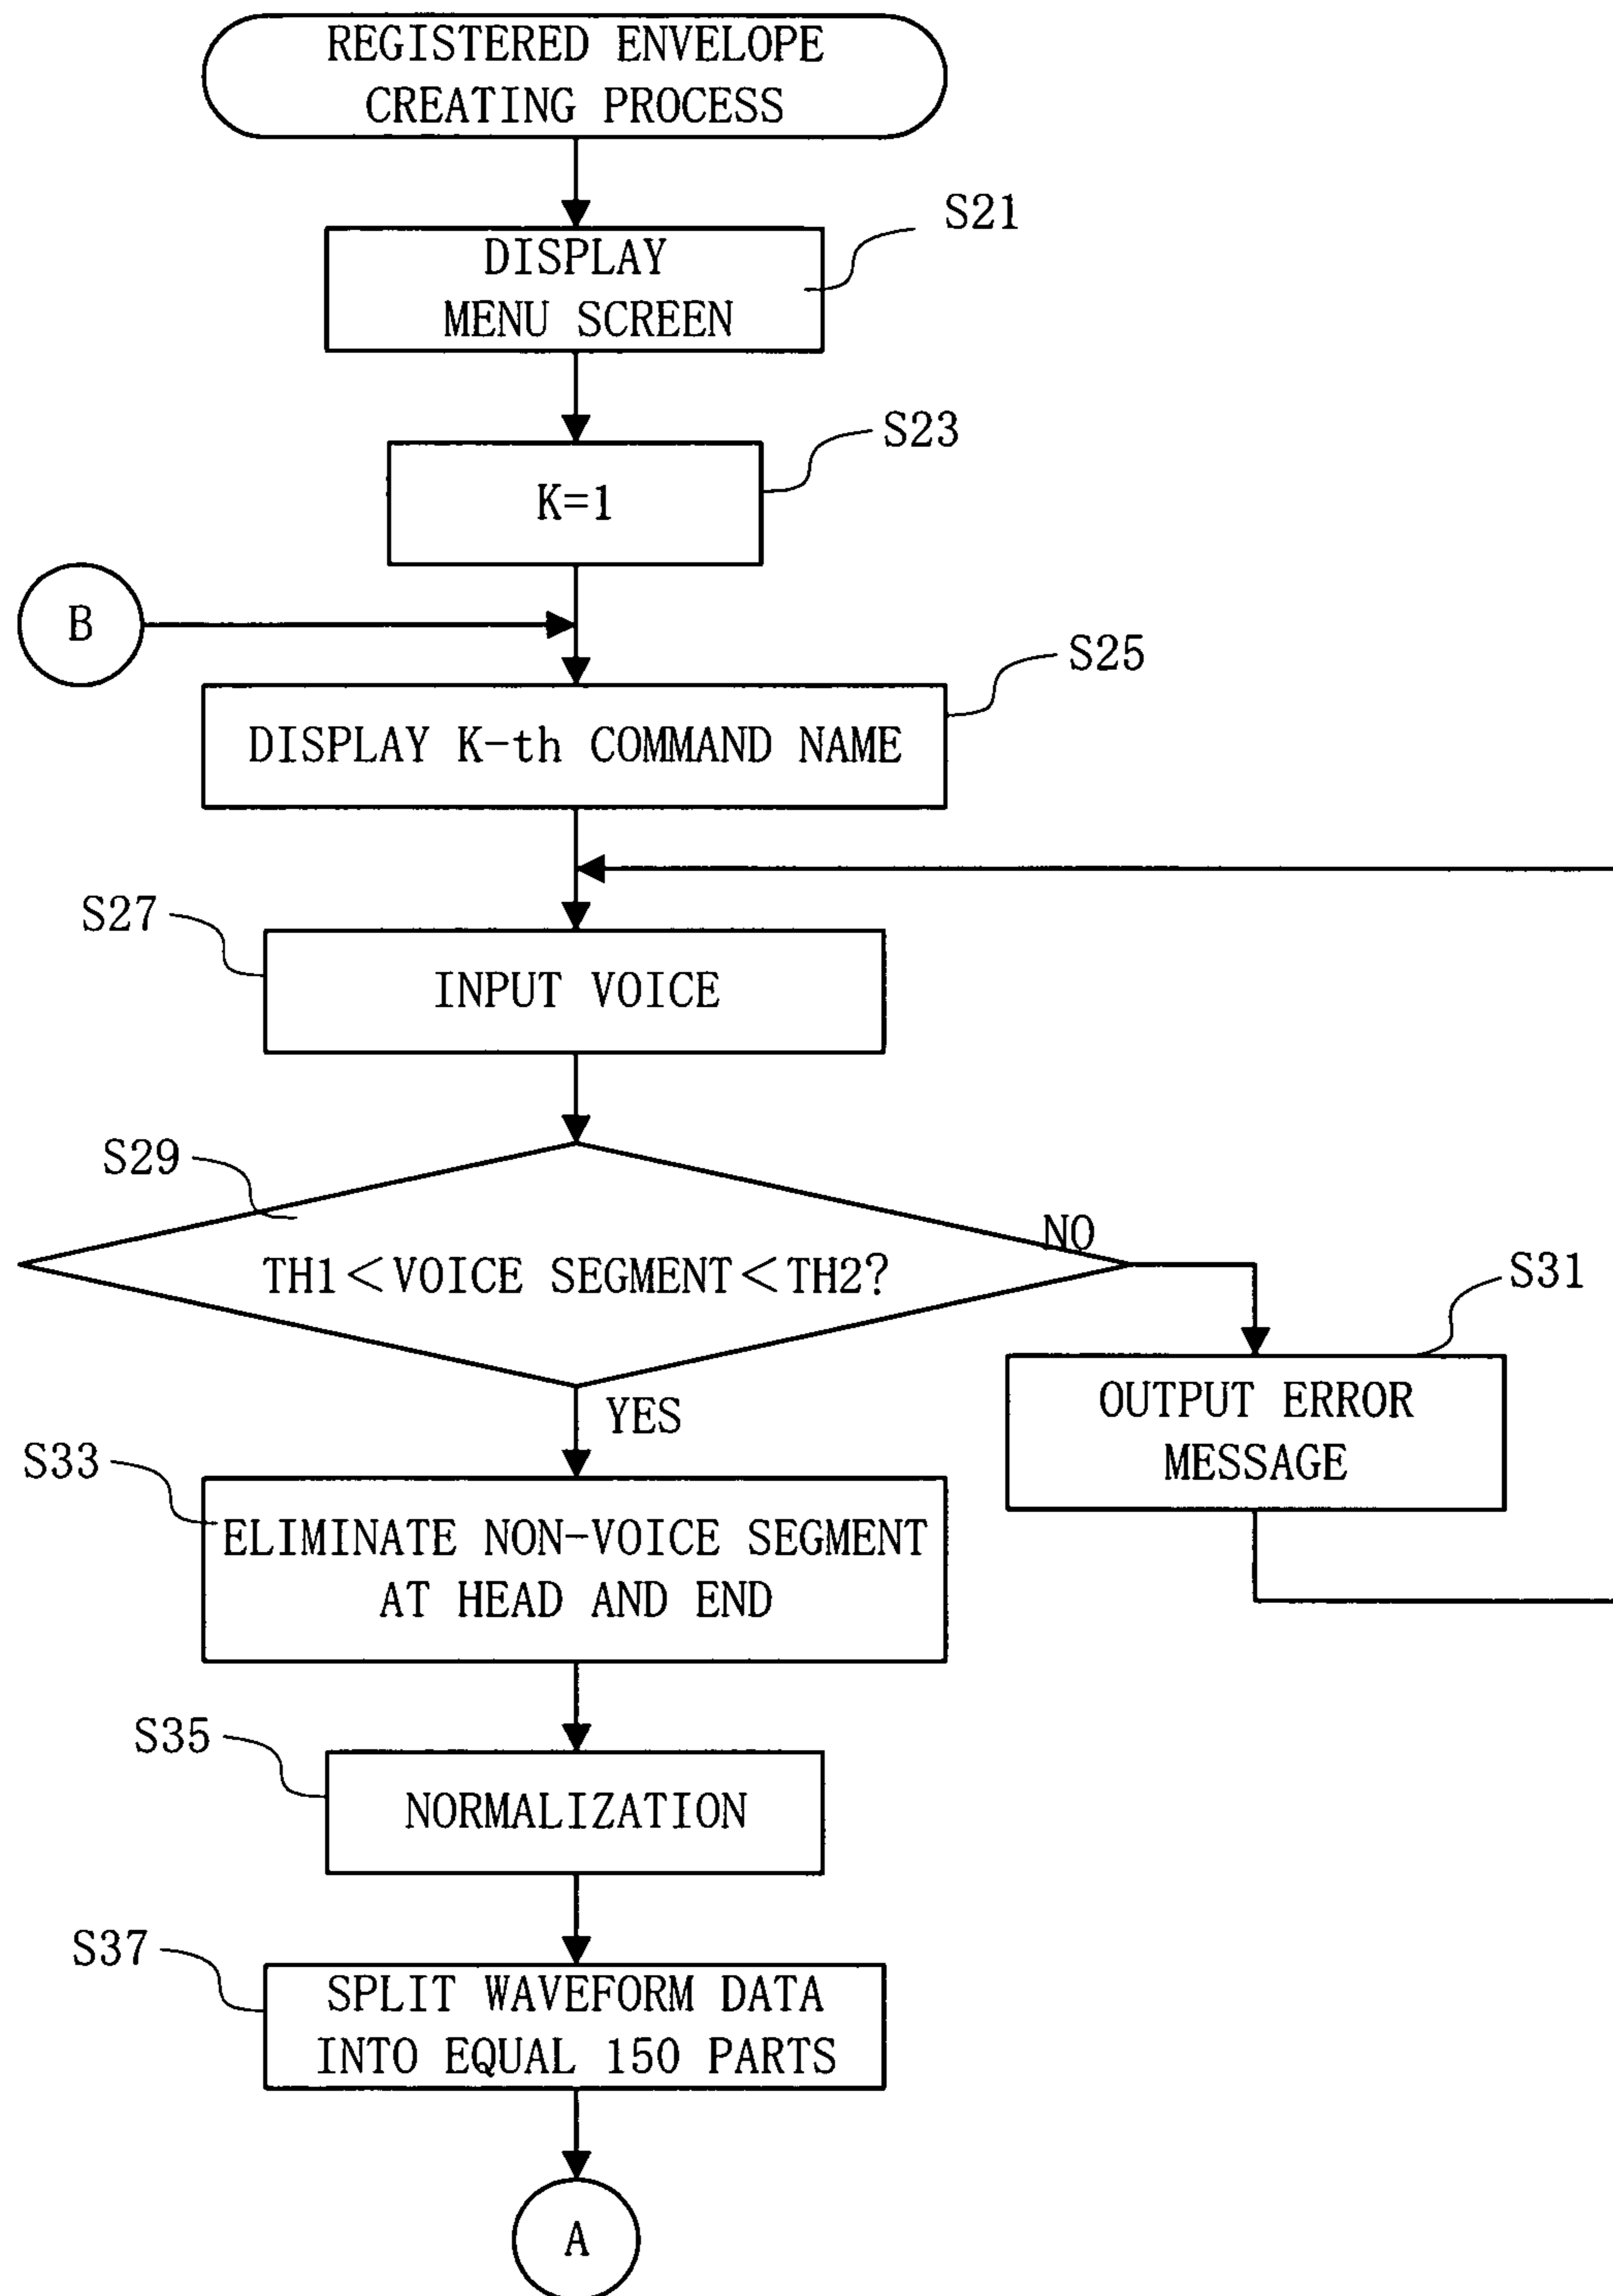 REGISTERED ENVELOPE
CREATING PROCESS
S21
DISPLAY
MENU SCREEN
S23
K=1
B
S25
DISPLAY K-th COMMAND NAME
S27
INPUT VOICE
S29
NO
TH1<VOICE SEGMENT<TH2?
S31
OUTPUT ERROR
MESSAGE
YES
S33
ELIMINATE NON-VOICE SEGMENT
AT HEAD AND END
S35
NORMALIZATION
S37
SPLIT WAVEFORM DATA
INTO EQUAL 150 PARTS
A